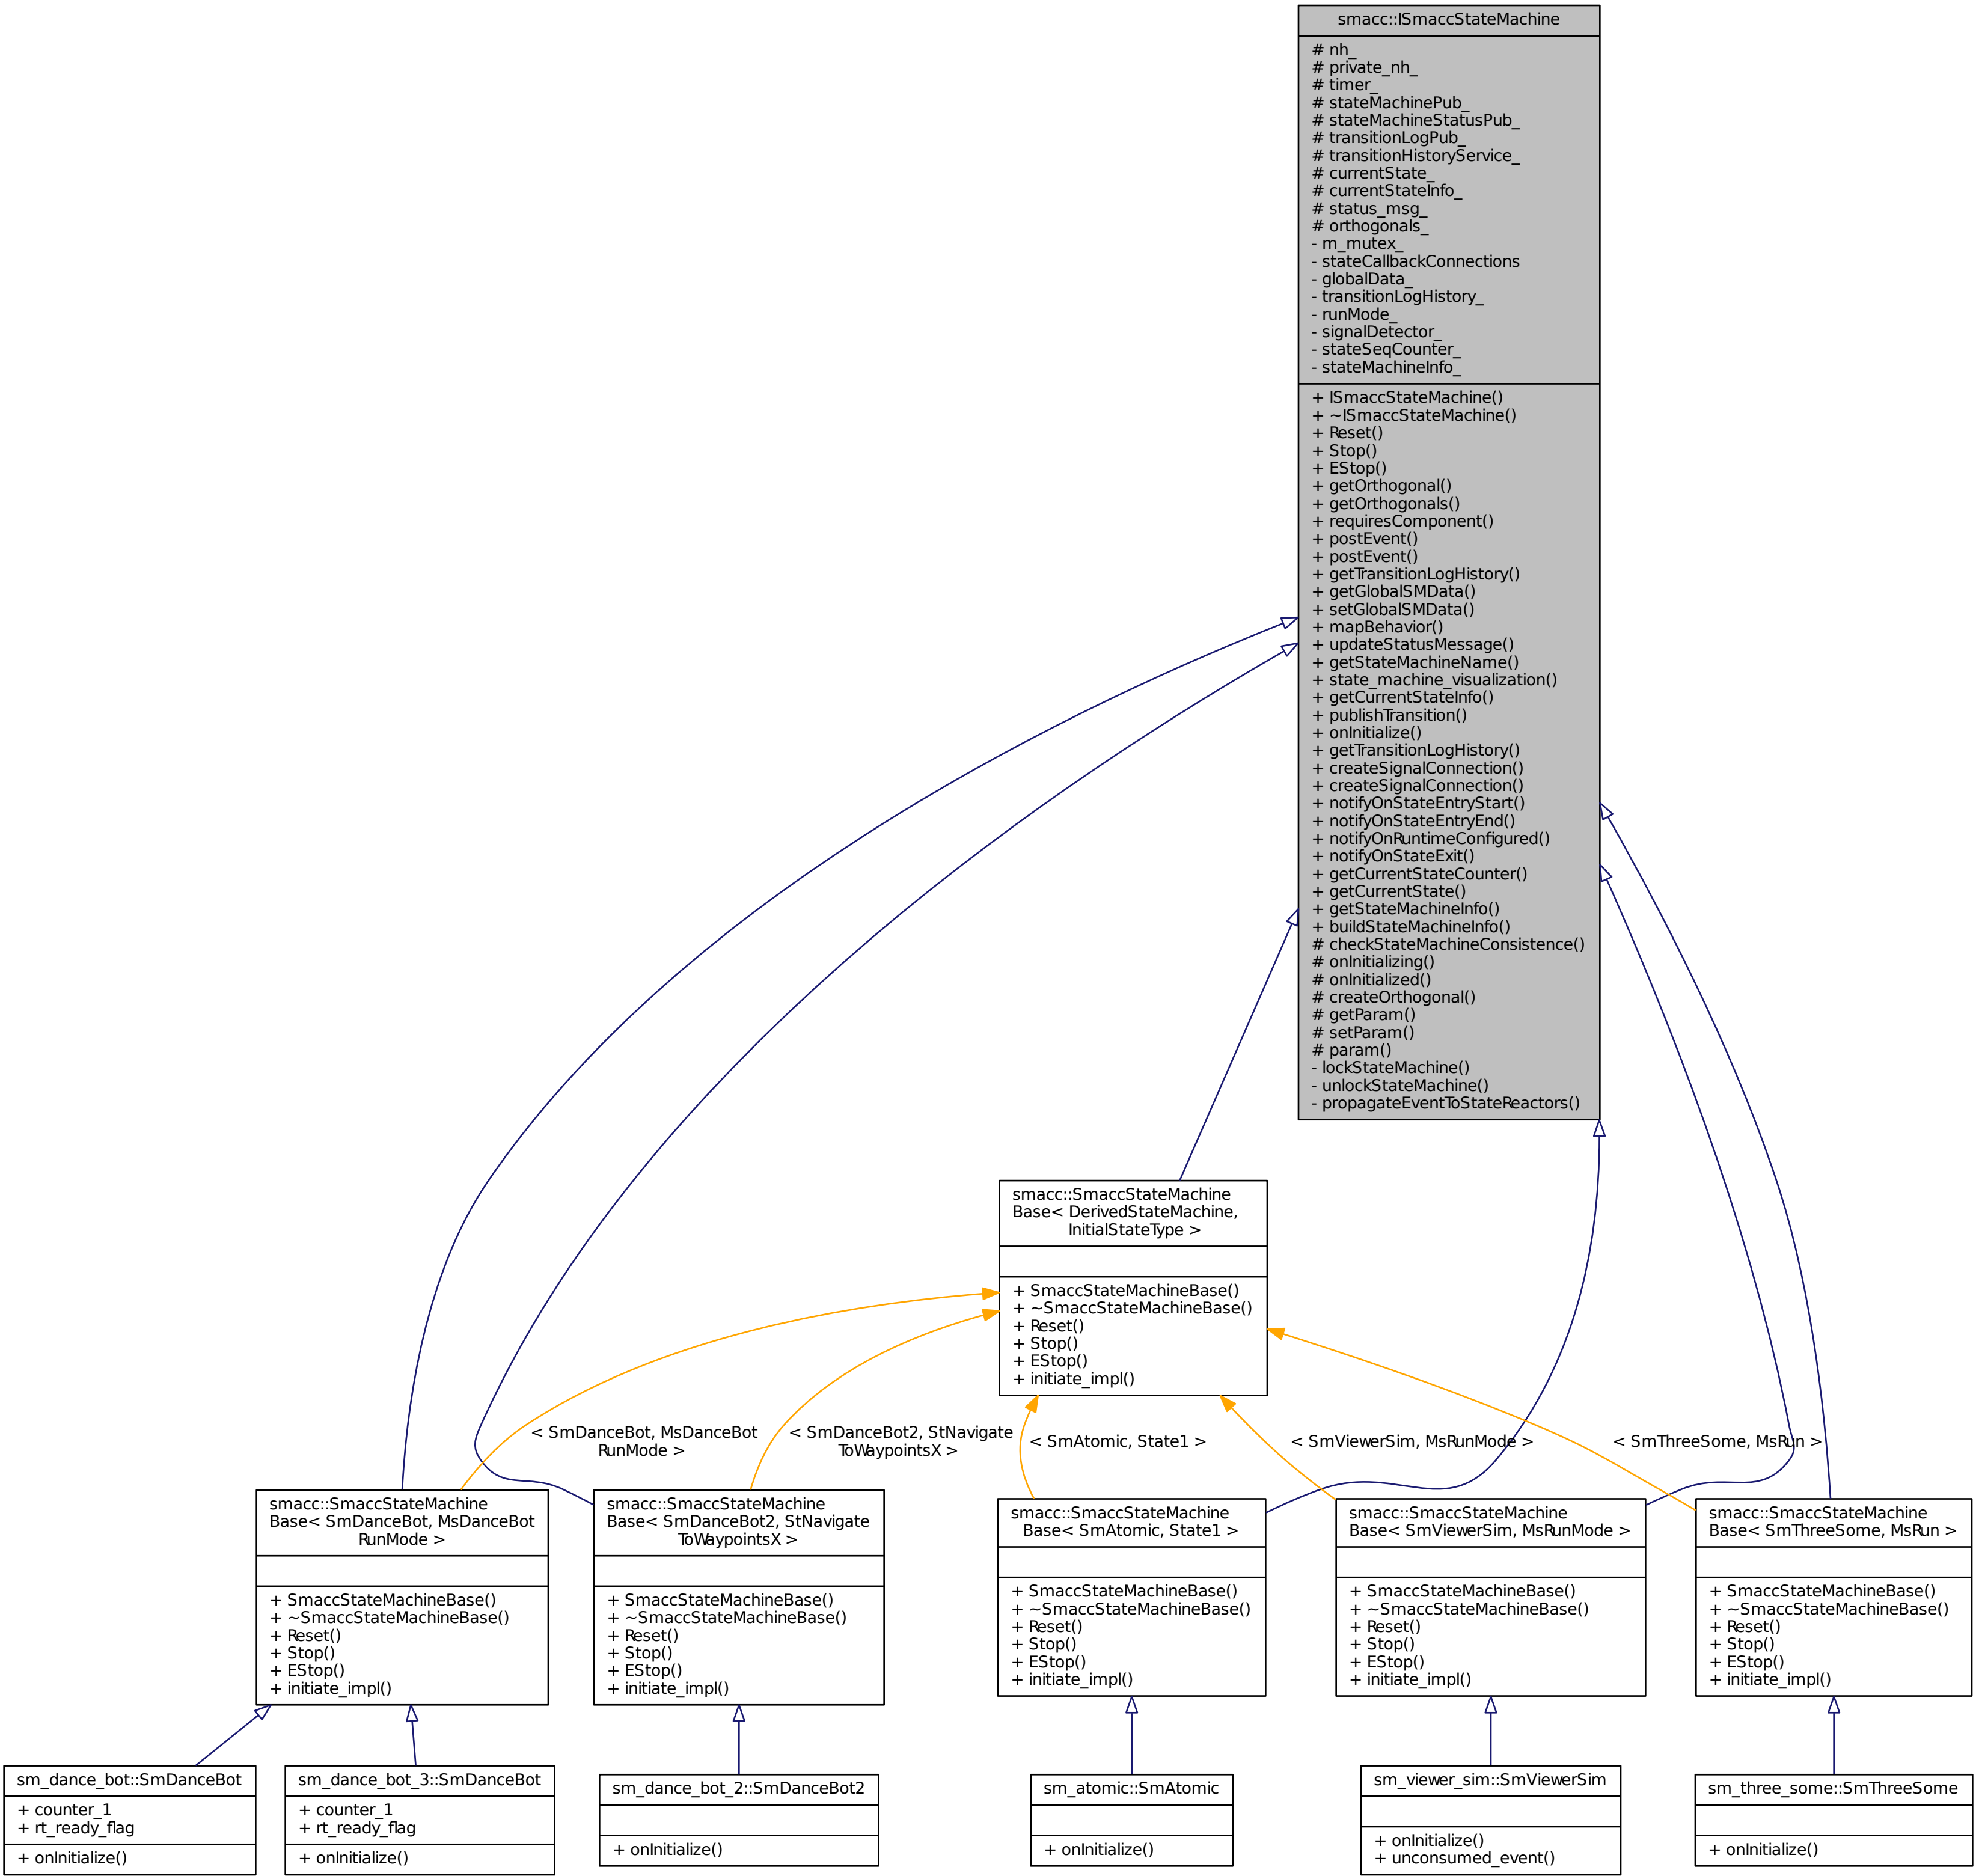 smacc::ISmaccStateMachine
# nh_
# private_nh_
# timer_
# stateMachinePub_
# stateMachineStatusPub_
# transitionLogPub_
# transitionHistoryService_
# currentState_
# currentStateInfo_
# status_msg_
# orthogonals_
- m_mutex_
- stateCallbackConnections
- globalData_
- transitionLogHistory_
- runMode_
- signalDetector_
- stateSeqCounter_
- stateMachineInfo_
+ ISmaccStateMachine()
+ ~ISmaccStateMachine()
+ Reset()
+ Stop()
+ EStop()
+ getOrthogonal()
+ getOrthogonals()
+ requiresComponent()
+ postEvent()
+ postEvent()
+ getTransitionLogHistory()
+ getGlobalSMData()
+ setGlobalSMData()
+ mapBehavior()
+ updateStatusMessage()
+ getStateMachineName()
+ state_machine_visualization()
+ getCurrentStateInfo()
+ publishTransition()
+ onInitialize()
+ getTransitionLogHistory()
+ createSignalConnection()
+ createSignalConnection()
+ notifyOnStateEntryStart()
+ notifyOnStateEntryEnd()
+ notifyOnRuntimeConfigured()
+ notifyOnStateExit()
+ getCurrentStateCounter()
+ getCurrentState()
+ getStateMachineInfo()
+ buildStateMachineInfo()
# checkStateMachineConsistence()
# onInitializing()
# onInitialized()
# createOrthogonal()
# getParam()
# setParam()
# param()
- lockStateMachine()
- unlockStateMachine()
- propagateEventToStateReactors()
smacc::SmaccStateMachine
Base< DerivedStateMachine,
InitialStateType >
+ SmaccStateMachineBase()
+ ~SmaccStateMachineBase()
+ Reset()
+ Stop()
+ EStop()
+ initiate_impl()
< SmDanceBot, MsDanceBot
RunMode >
< SmDanceBot2, StNavigate
ToWaypointsX >
< SmAtomic, State1 >
< SmViewerSim, MsRunMode >
< SmThreeSome, MsRun >
smacc::SmaccStateMachine
Base< SmDanceBot, MsDanceBot
RunMode >
+ SmaccStateMachineBase()
+ ~SmaccStateMachineBase()
+ Reset()
+ Stop()
+ EStop()
+ initiate_impl()
smacc::SmaccStateMachine
Base< SmDanceBot2, StNavigate
ToWaypointsX >
+ SmaccStateMachineBase()
+ ~SmaccStateMachineBase()
+ Reset()
+ Stop()
+ EStop()
+ initiate_impl()
smacc::SmaccStateMachine
Base< SmAtomic, State1 >
+ SmaccStateMachineBase()
+ ~SmaccStateMachineBase()
+ Reset()
+ Stop()
+ EStop()
+ initiate_impl()
smacc::SmaccStateMachine
Base< SmViewerSim, MsRunMode >
+ SmaccStateMachineBase()
+ ~SmaccStateMachineBase()
+ Reset()
+ Stop()
+ EStop()
+ initiate_impl()
smacc::SmaccStateMachine
Base< SmThreeSome, MsRun >
+ SmaccStateMachineBase()
+ ~SmaccStateMachineBase()
+ Reset()
+ Stop()
+ EStop()
+ initiate_impl()
sm_dance_bot::SmDanceBot
+ counter_1
+ rt_ready_flag
+ onInitialize()
sm_dance_bot_3::SmDanceBot
+ counter_1
+ rt_ready_flag
+ onInitialize()
sm_dance_bot_2::SmDanceBot2
+ onInitialize()
sm_atomic::SmAtomic
+ onInitialize()
sm_viewer_sim::SmViewerSim
+ onInitialize()
+ unconsumed_event()
sm_three_some::SmThreeSome
+ onInitialize()